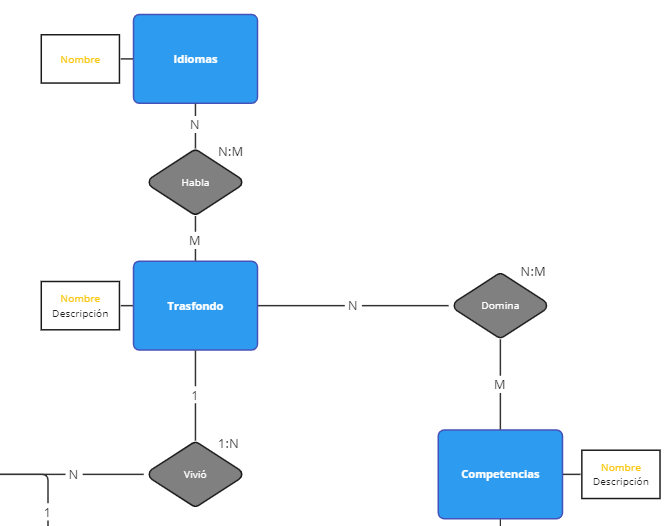 Nombre
Idiomas
N
N:M
Habla
M
Nombre
Descripción
Trasfondo
N
N:M
Domina
1
M
1:N
Vivió
N
1
Competencias
Nombre
Descripción